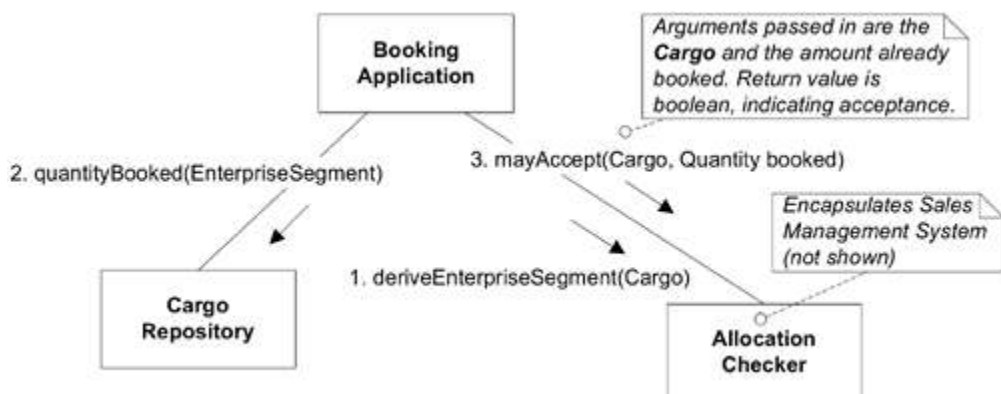 Booking
Application
Arguments passed in are the
Cargo and the amount already
booked. Return value is
boolean, indicating acceptance.
2. quantityBooked(EnterpriseSegment)
3. mayAccept(Cargo, Quantity booked)
Encapsulates Sales
Management System
(not shown)
1. deriveEnterpriseSegment(Cargo)
Cargo
Repository
Allocation
Checker